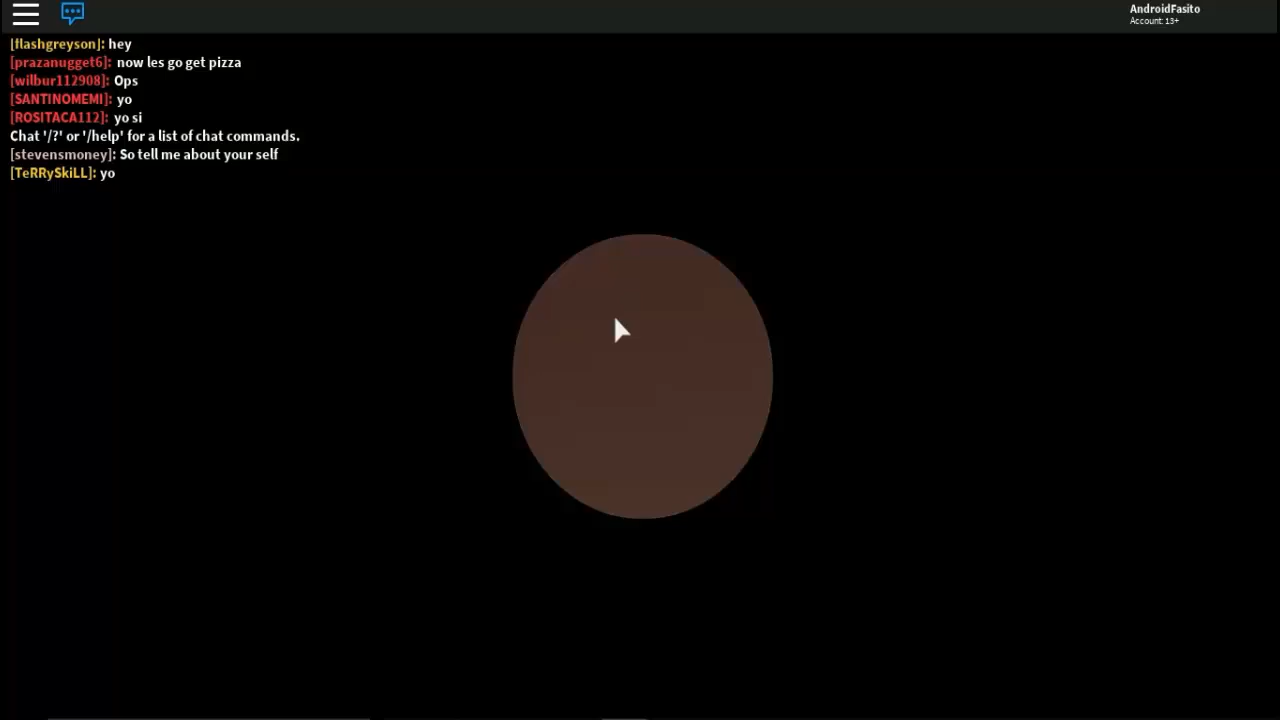 AndroidFasito
Account: 13+
[flashgreyson]: hey
[prazanugget6]: now les go get pizza
[wilbur112908]: Ops
[SANTINOMEMI]: yo
[ROSITACA112]: yo si
Chat '/?' or '/help' for a list of chat commands.
[stevensmoney]: So tell me about your self
[TeRRySkiLL]: yo